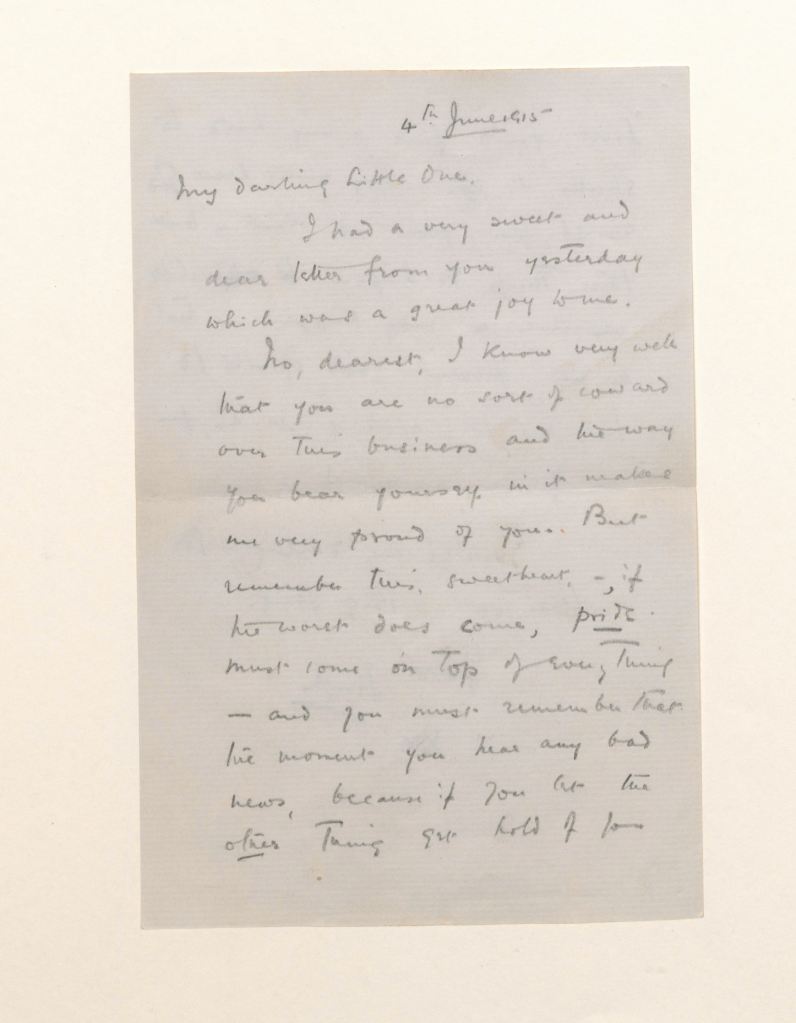 4th June 1915
My darling Little One.
I had a very sweet and
dear letter from you yesterday
which was a great joy to me.
No, dearest, I know very well
that you are no sort of coward
over this business and the way
you bear yourself in it makes
me very proud of you. But
remember this, sweetheart, -, if
the worst does come, pride
must come on top of everything
— and you must remember that
the moment you hear any bad
news, because if you let the
other thing get hold of you